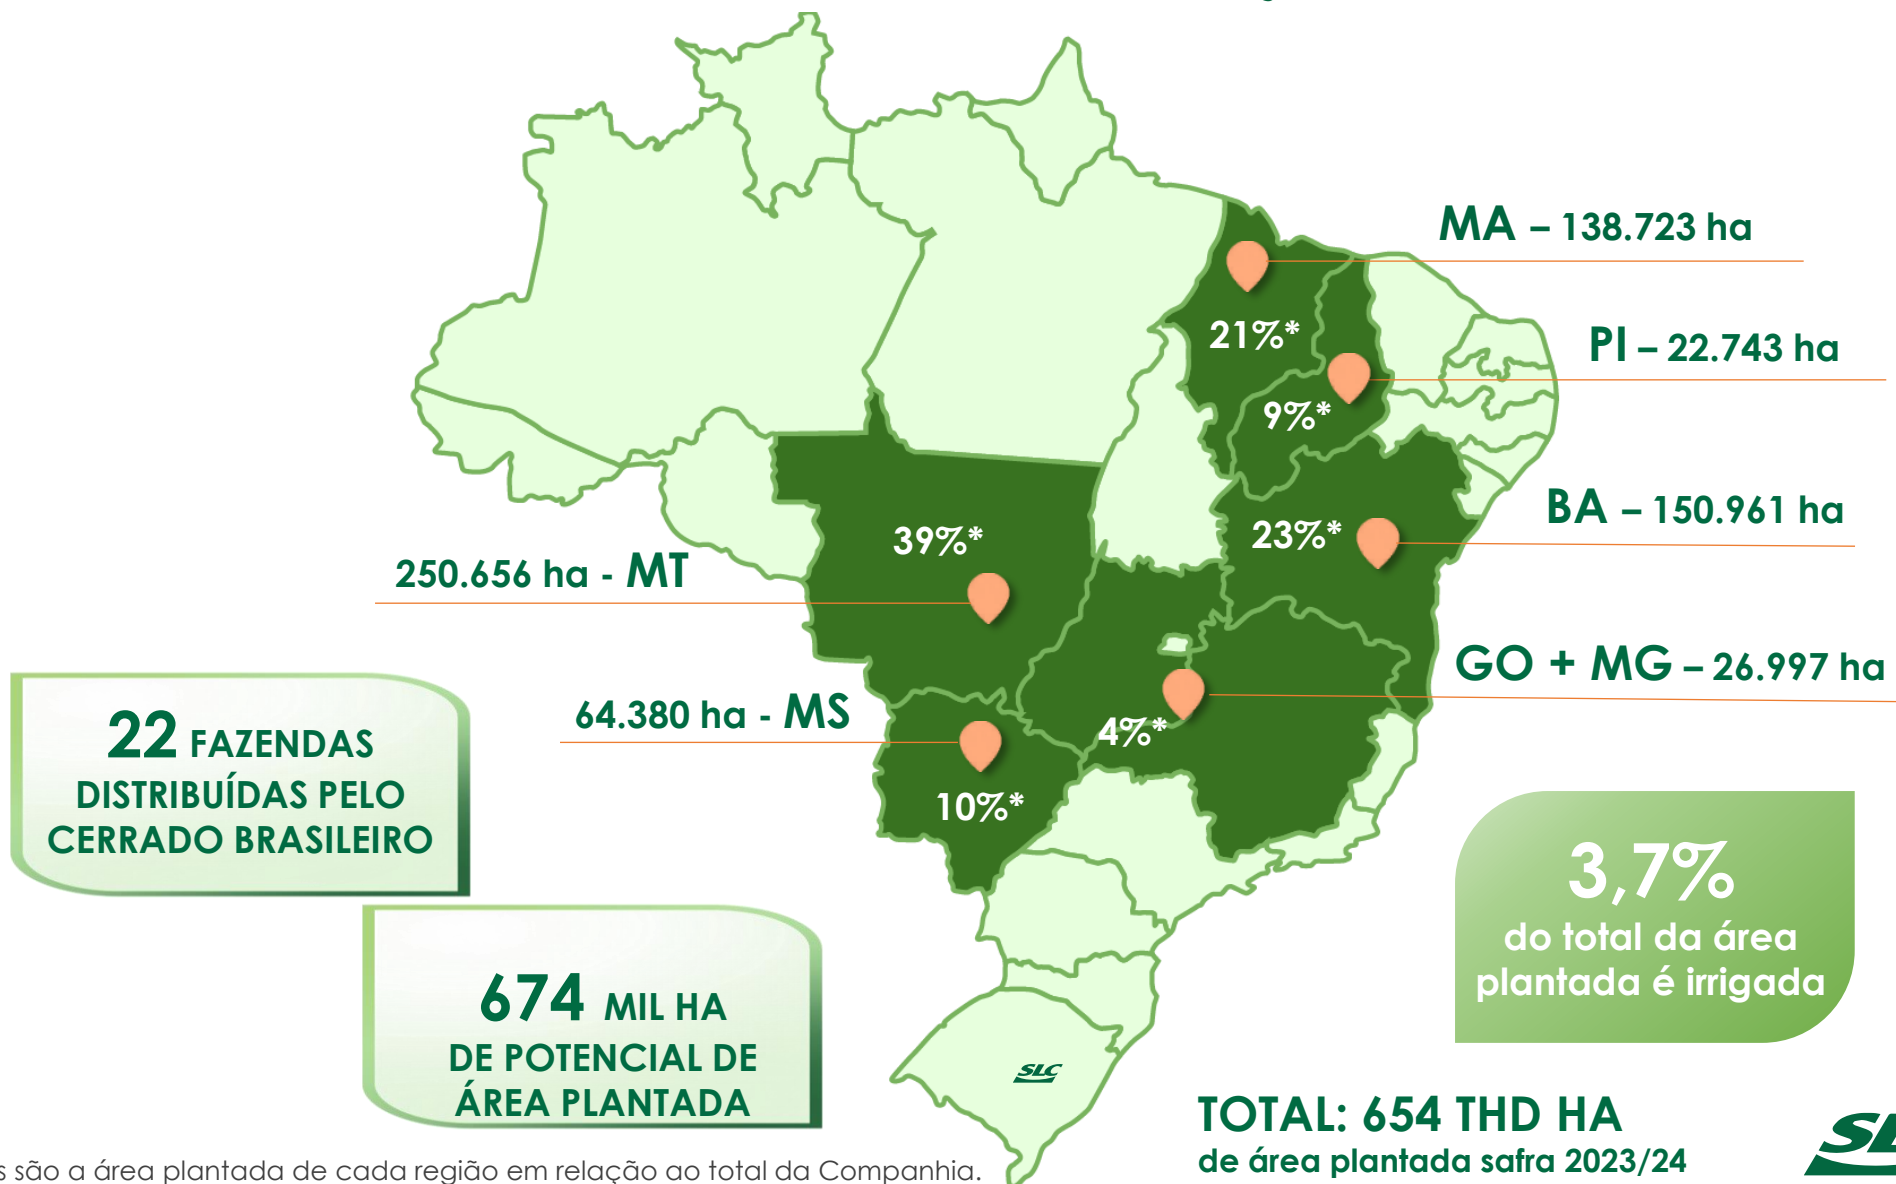 MA – 138.723 ha
21%*
PI – 22.743 ha
9%*
BA – 150.961 ha
23%*
39%*
250.656 ha - MT
GO + MG – 26.997 ha
4%*
64.380 ha - MS
10%*
22 FAZENDAS
DISTRIBUÍDAS PELO
CERRADO BRASILEIRO
3,7%
do total da área
plantada é irrigada
674 MIL HA
DE POTENCIAL DE
ÁREA PLANTADA
SLC
TOTAL: 654 THD HA
de área plantada safra 2023/24
são a área plantada de cada região em relação ao total da Companhia.